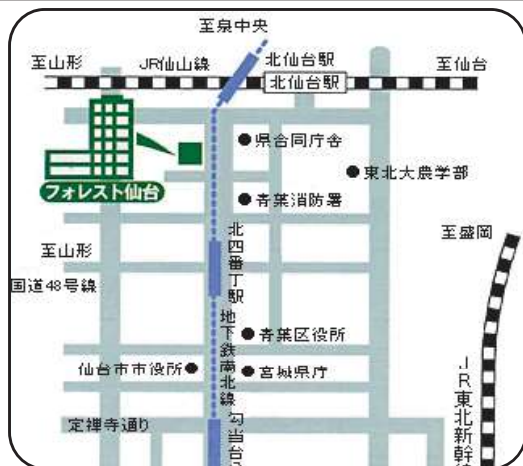 至泉中央
至山形
JR仙山線
北仙台駅
至仙台
北仙台駅
県合同庁舎
東北大農学部
フォレスト仙台
青葉消防署
至盛岡
至山形
北四番丁駅
国道48号線
地下鉄南北線
青葉区役所
仙台市市役所
宮城県庁
定禅寺通り
勾当台
JR東北新幹